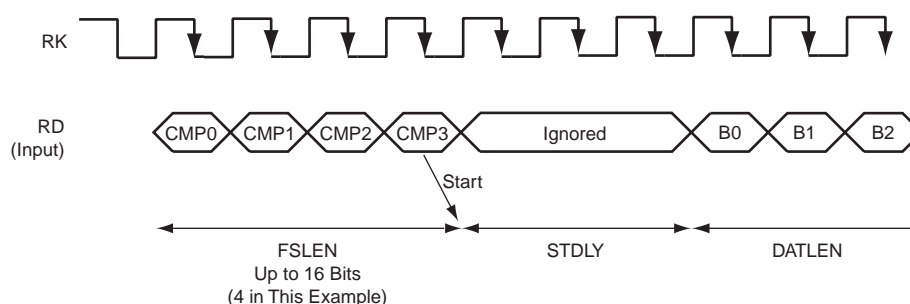 RK
RD
(Input)
CMP0 CMP1 CMP2 CMP3 Ignored B0 B1 B2
Start
FSLEN STDLY DATLEN
Up to 16 Bits
(4 in This Example)